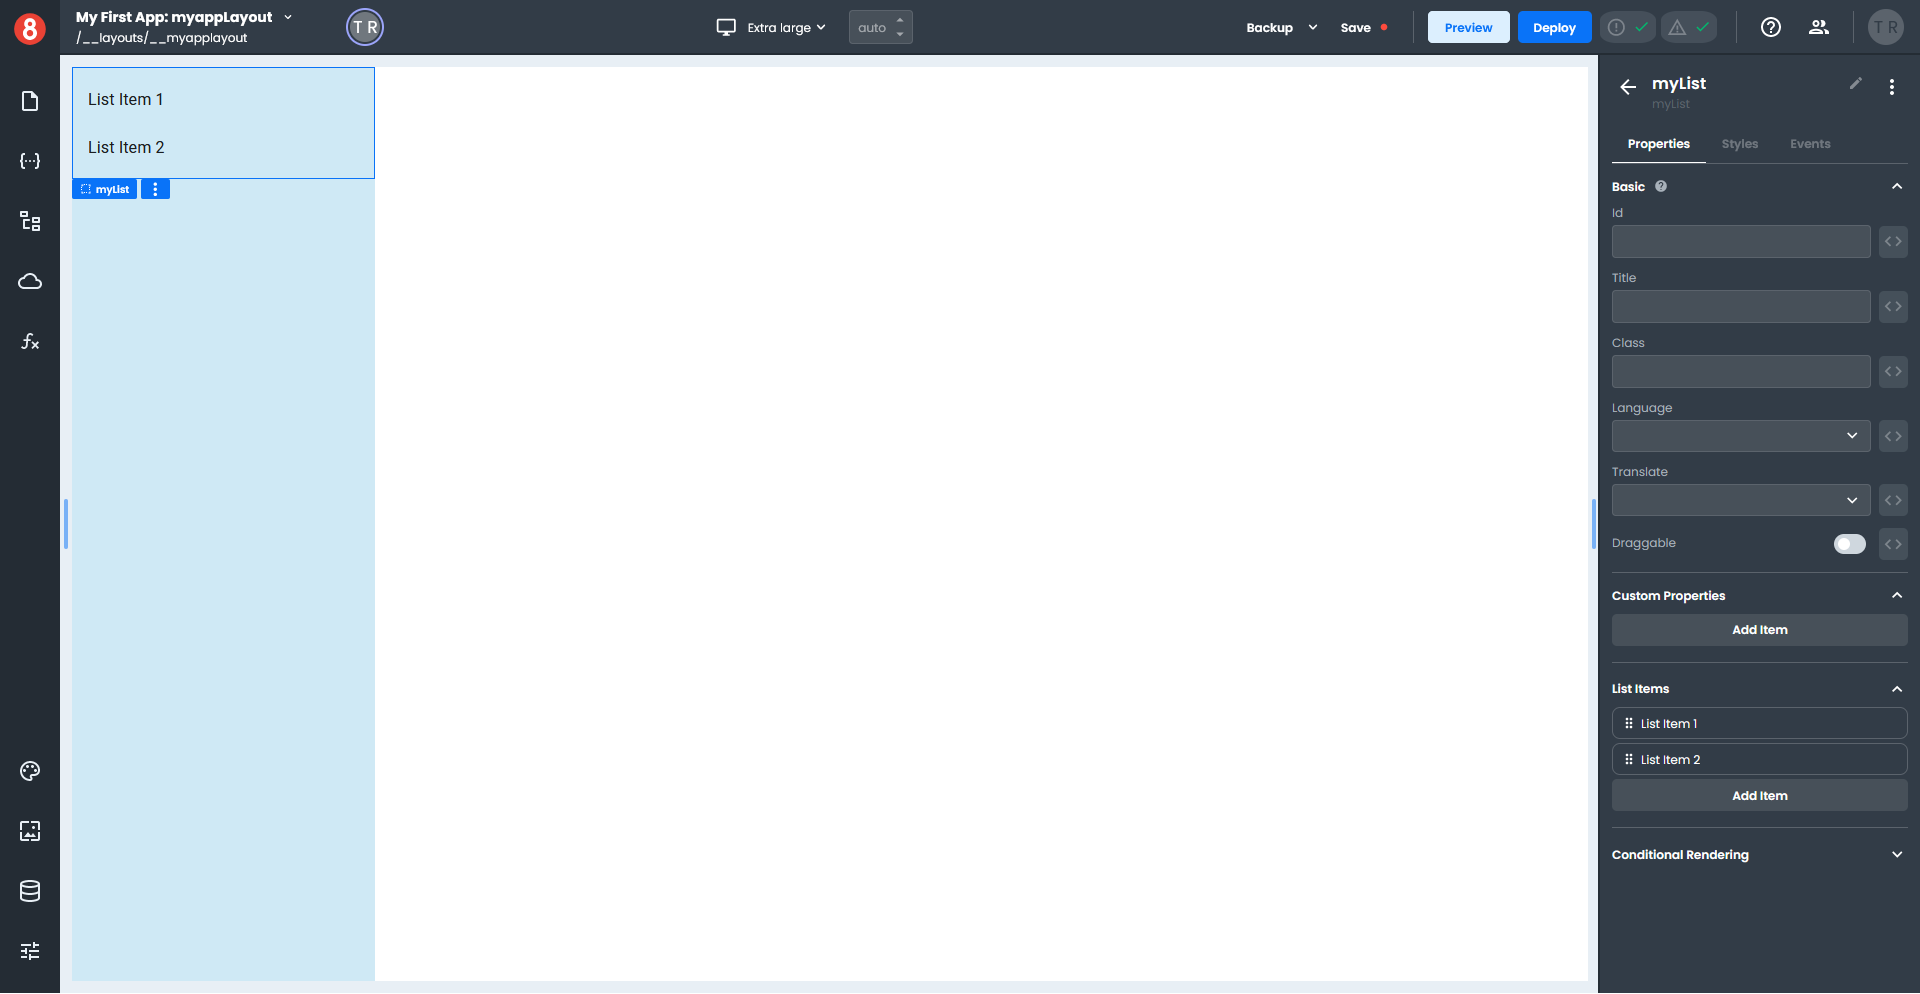 8
My First App: myappLayout
/__layouts/__myapplayout
T R
Extra large
auto
Backup
Save
Preview
Deploy
T R
List Item 1
List Item 2
myList
myList
myList
Properties
Styles
Events
Basic
Id
Title
Class
Language
Translate
Draggable
Custom Properties
Add Item
List Items
List Item 1
List Item 2
Add Item
Conditional Rendering